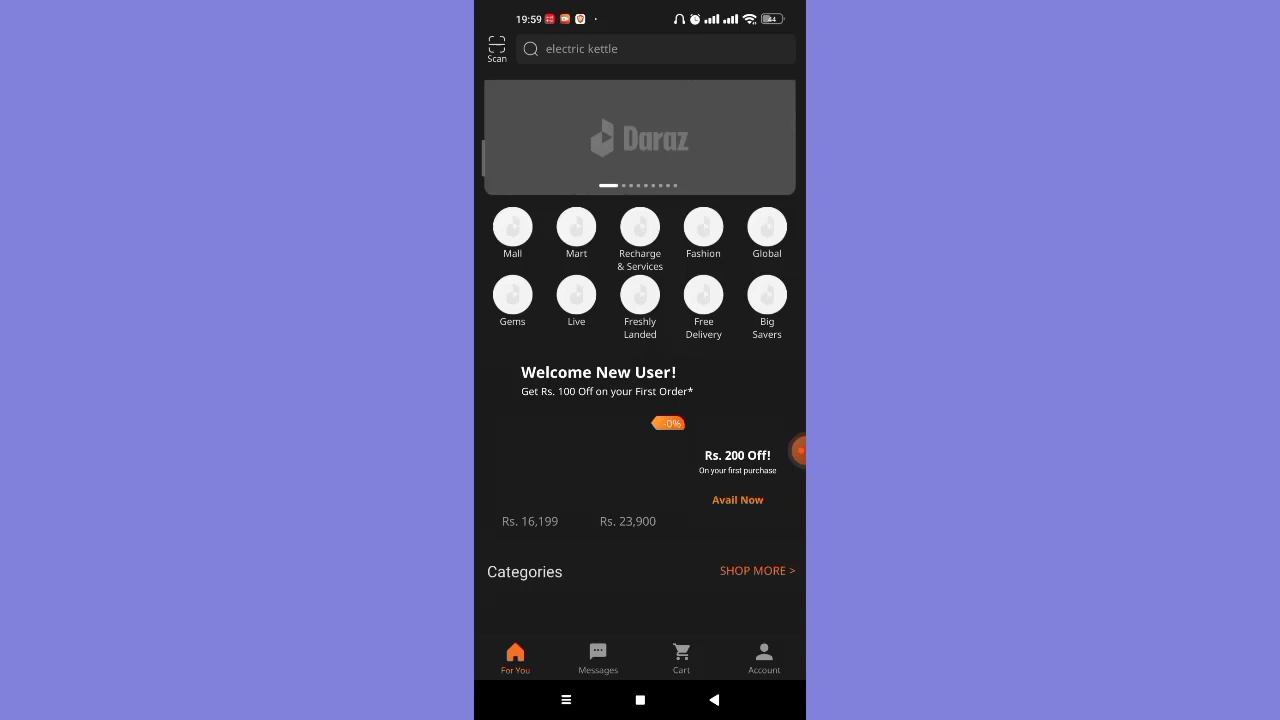 19:59
44
Scan
electric kettle
Daraz
Mall
Mart
Recharge
& Services
Fashion
Global
Gems
Live
Freshly
Landed
Free
Delivery
Big
Savers
Welcome New User!
Get Rs. 100 Off on your First Order*
-0%
Rs. 200 Off!
On your first purchase
Avail Now
Rs. 16,199
Rs. 23,900
Categories
SHOP MORE >
For You
Messages
Cart
Account